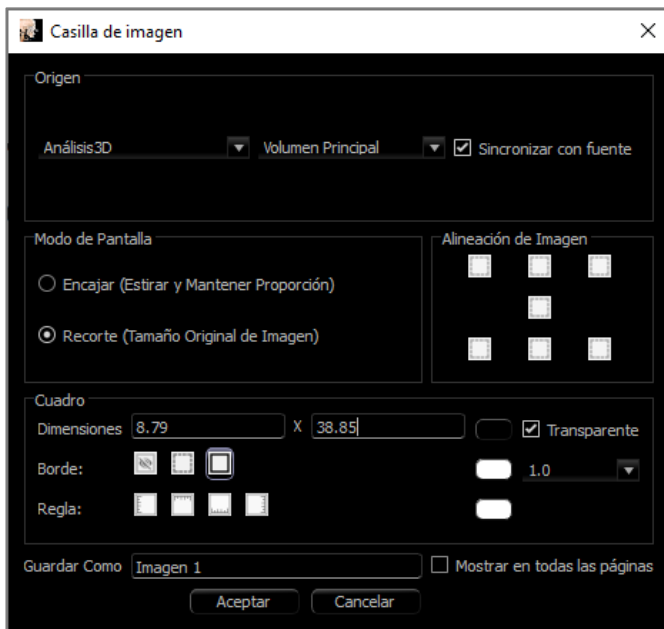 Casilla de imagen
Origen
Análisis3D Volumen Principal Sincronizar con fuente
Modo de Pantalla Alineación de Imagen
Encajar (Estirar y Mantener Proporción)
Recorte (Tamaño Original de Imagen)
Cuadro
Dimensiones 8.79 X 38.85 Transparente
Borde: 1.0
Regla:
Guardar Como Imagen 1 Mostrar en todas las páginas
Aceptar Cancelar